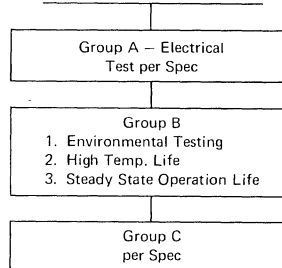 Group A – Electrical
Test per Spec
Group B
1. Environmental Testing
2. High Temp. Life
3. Steady State Operation Life
Group C
per Spec